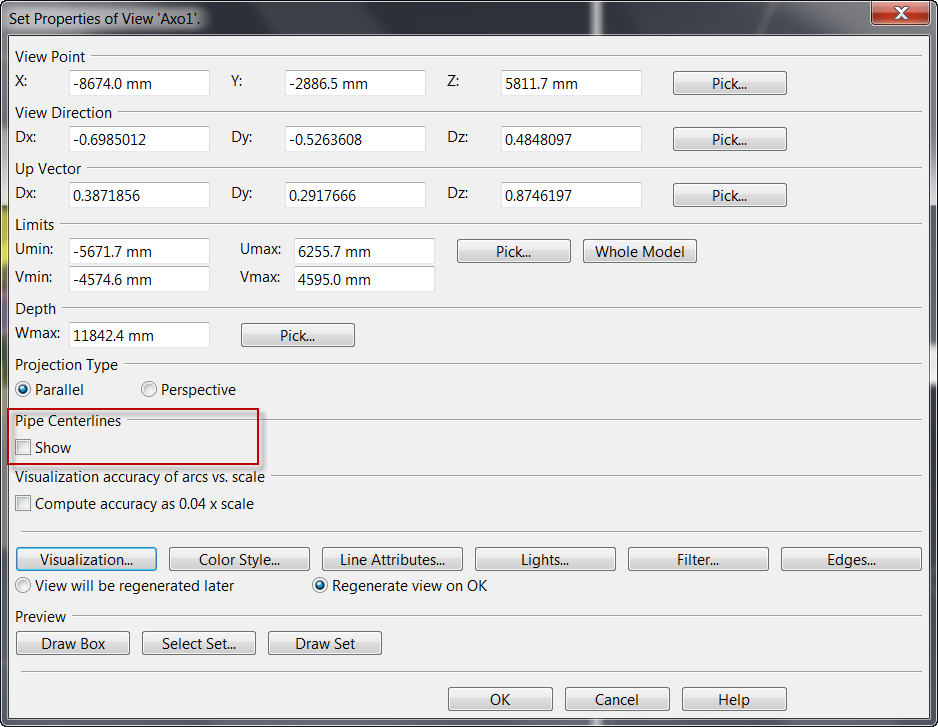 Set Properties of View 'Axo1'.
View Point
X: -8674.0 mm Y: -2886.5 mm Z: 5811.7 mm Pick...
View Direction
Dx: -0.6985012 Dy: -0.5263608 Dz: 0.4848097 Pick...
Up Vector
Dx: 0.3871856 Dy: 0.2917666 Dz: 0.8746197 Pick...
Limits
Umin: -5671.7 mm Umax: 6255.7 mm Pick... Whole Model
Vmin: -4574.6 mm Vmax: 4595.0 mm
Depth
Wmax: 11842.4 mm Pick...
Projection Type
Parallel Perspective
Pipe Centerlines
Show
Visualization accuracy of arcs vs. scale
Compute accuracy as 0.04 x scale
Visualization... Color Style... Line Attributes... Lights... Filter... Edges...
View will be regenerated later Regenerate view on OK
Preview
Draw Box Select Set... Draw Set
OK Cancel Help